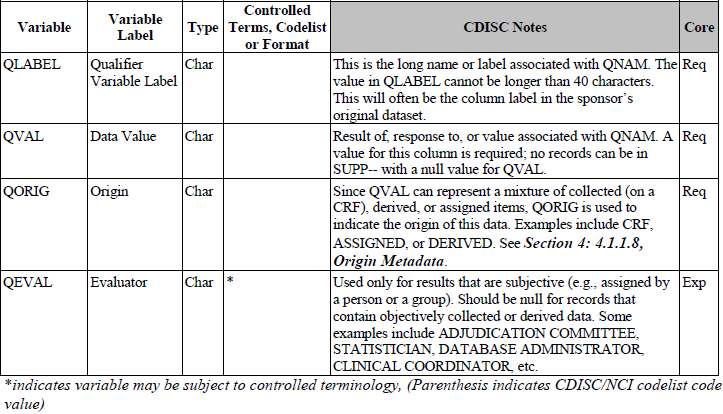 Variable Variable Label Type Controlled Terms, Codelist or Format CDISC Notes Core
QLABEL Qualifier Variable Label Char This is the long name or label associated with QNAM. The Req
value in QLABEL cannot be longer than 40 characters.
This will often be the column label in the sponsor's
original dataset.
QVAL Data Value Char Result of, response to, or value associated with QNAM. A Req
value for this column is required; no records can be in
SUPP-- with a null value for QVAL.
QORIG Origin Char Since QVAL can represent a mixture of collected (on a Req
CRF), derived, or assigned items, QORIG is used to
indicate the origin of this data. Examples include CRF,
ASSIGNED, or DERIVED. See Section 4: 4.1.1.8,
Origin Metadata.
QEVAL Evaluator Char * Used only for results that are subjective (e.g., assigned by Exp
a person or a group). Should be null for records that
contain objectively collected or derived data. Some
examples include ADJUDICATION COMMITTEE,
STATISTICIAN, DATABASE ADMINISTRATOR,
CLINICAL COORDINATOR, etc.
*indicates variable may be subject to controlled terminology, (Parenthesis indicates CDISC/NCI codelist code
value)